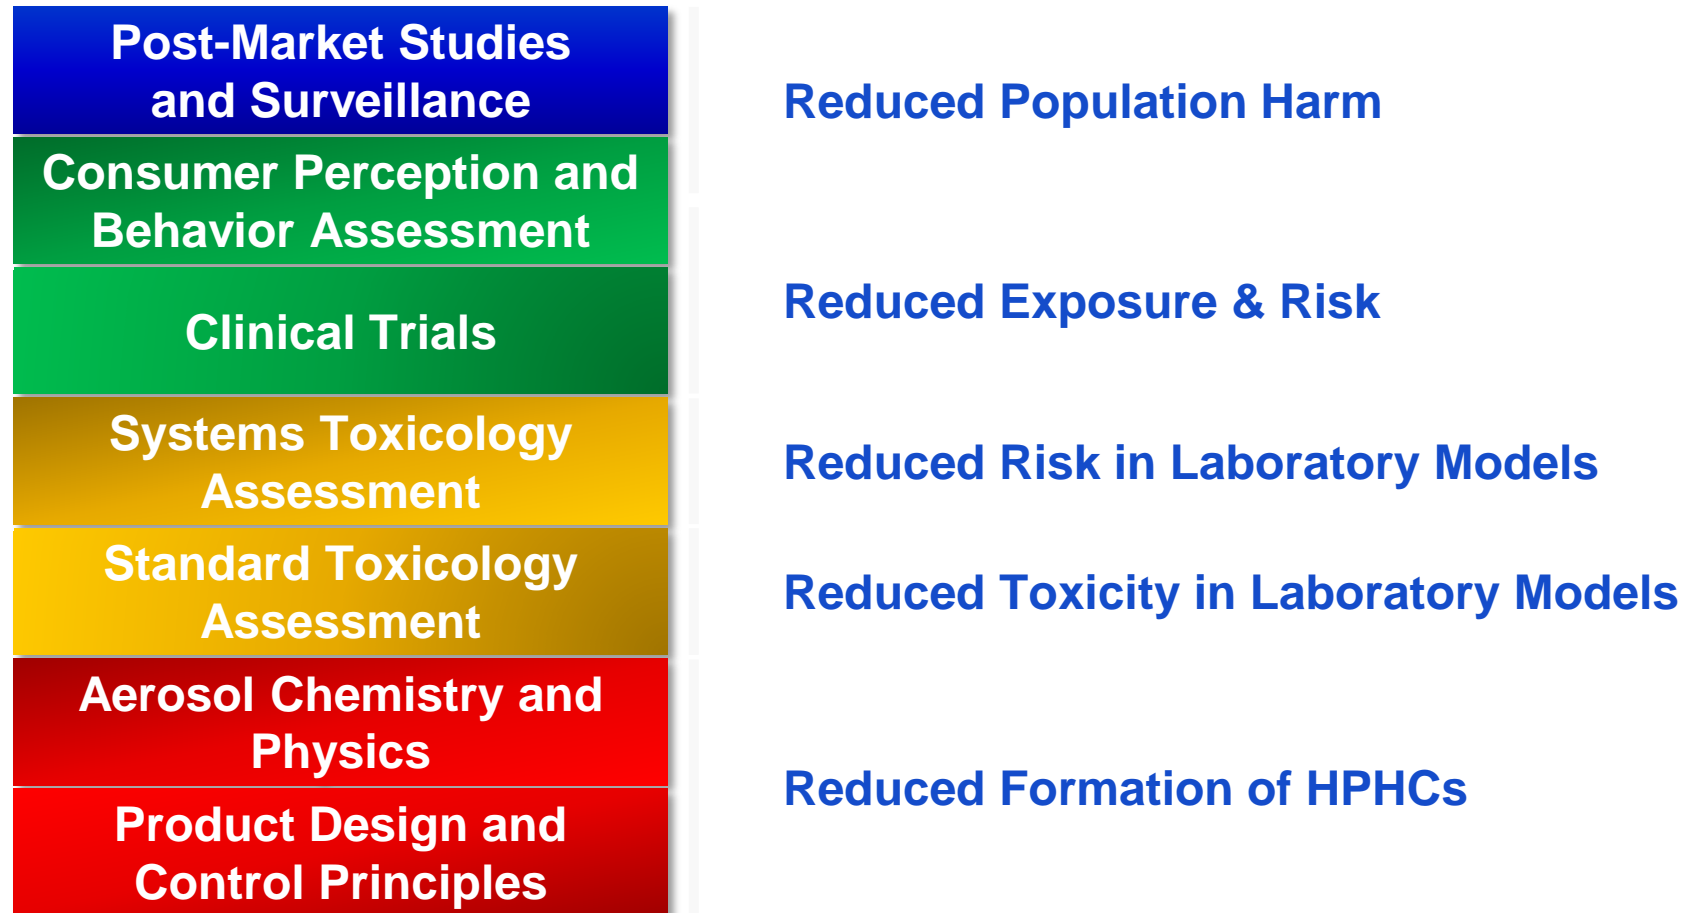 Post-Market Studies
and Surveillance
Reduced Population Harm
Consumer Perception and
Behavior Assessment
Reduced Exposure & Risk
Clinical Trials
Systems Toxicology
Assessment
Reduced Risk in Laboratory Models
Standard Toxicology
Assessment
Reduced Toxicity in Laboratory Models
Aerosol Chemistry and
Physics
Reduced Formation of HPHCs
Product Design and
Control Principles